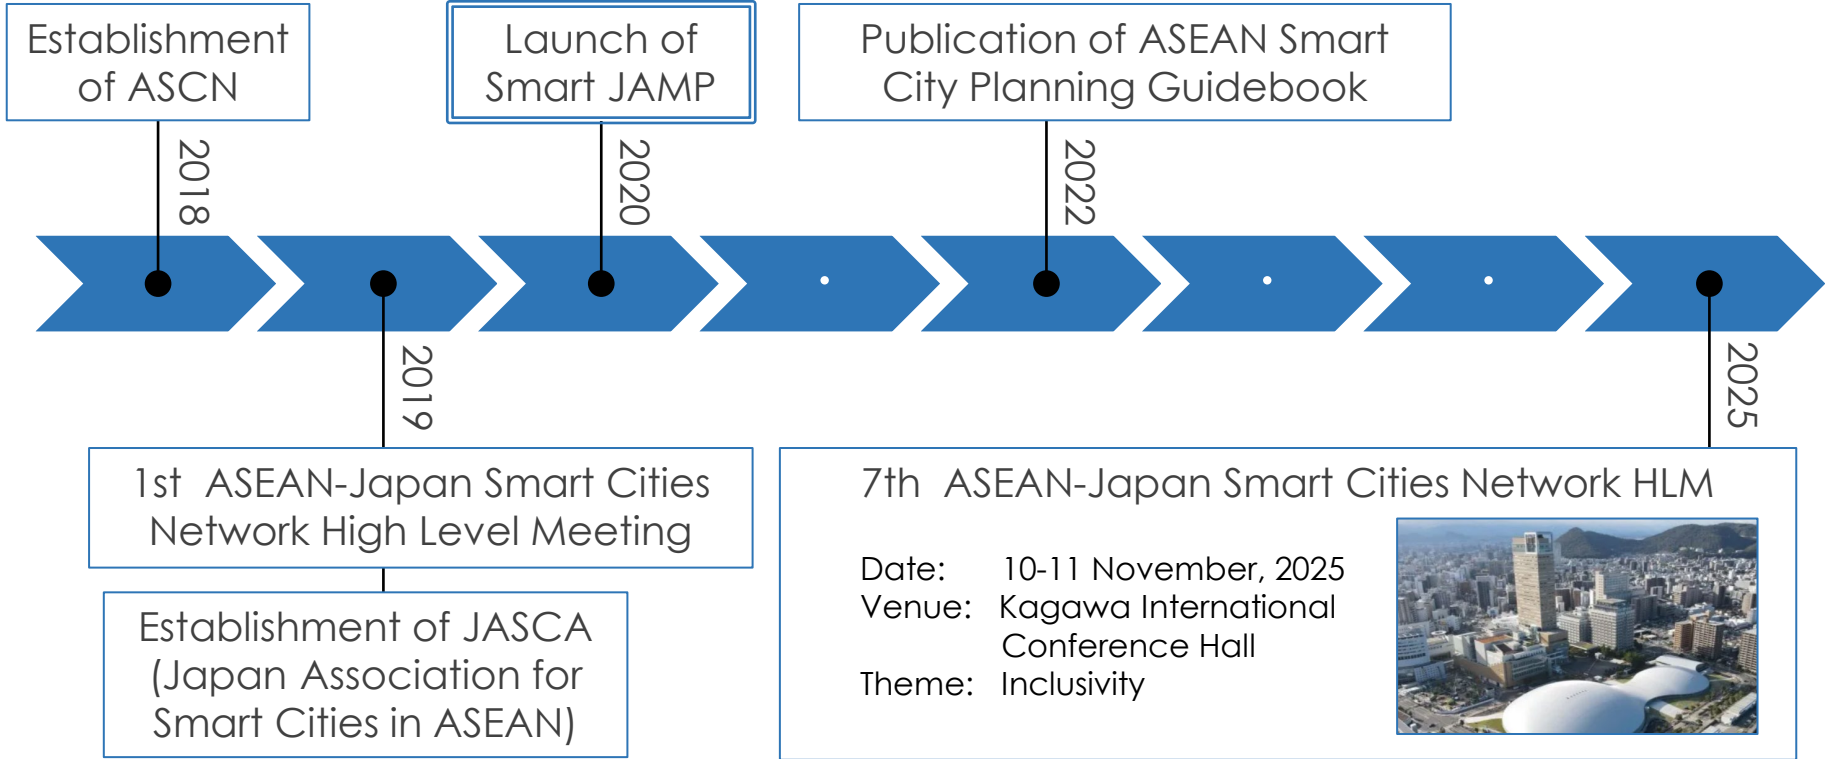 Establishment
of ASCN
Launch of
Smart JAMP
Publication of ASEAN Smart
City Planning Guidebook
2018
2020
2022
2019
2025
1st ASEAN-Japan Smart Cities
Network High Level Meeting
Establishment of JASCA
(Japan Association for
Smart Cities in ASEAN)
7th ASEAN-Japan Smart Cities Network HLM
Date: 10-11 November, 2025
Venue: Kagawa International
Conference Hall
Theme: Inclusivity